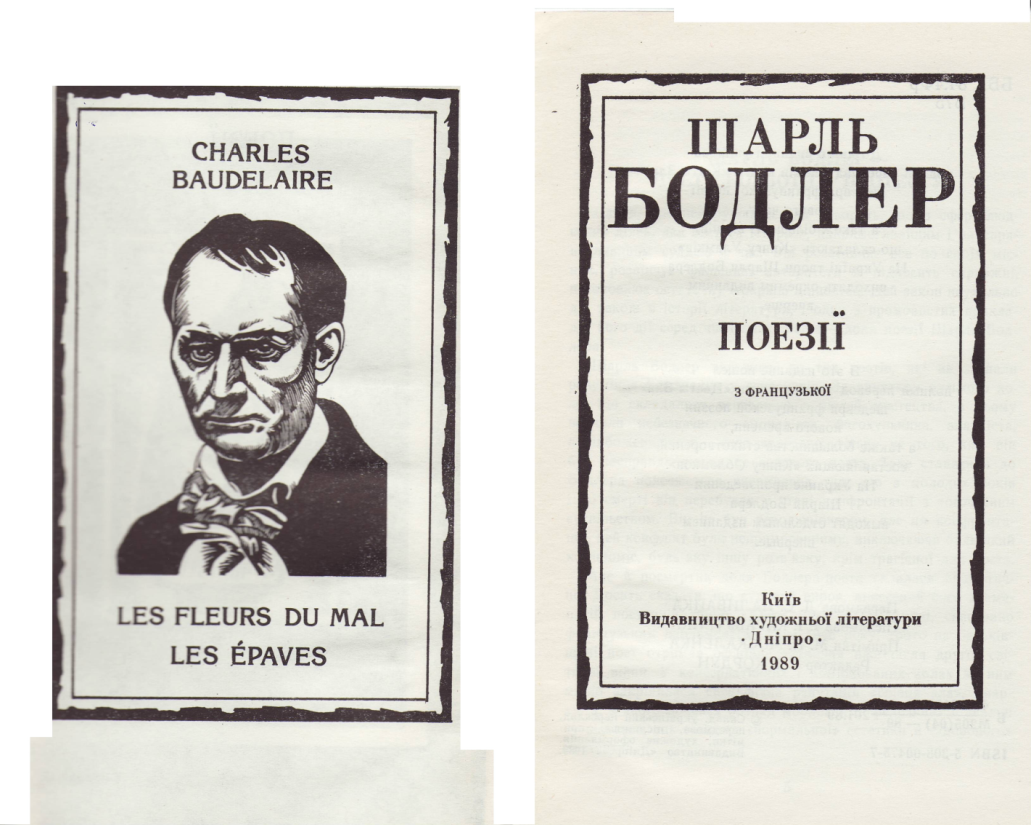 CHARLES
BAUDELAIRE
LES FLEURS DU MAL
LES ÉPAVES
ШАРЛЬ
БОДЛЕР
ПОЕЗІЇ
З ФРАНЦУЗЬКОЇ
Київ
Видавництво художньої літератури
·Дніпро·
1989